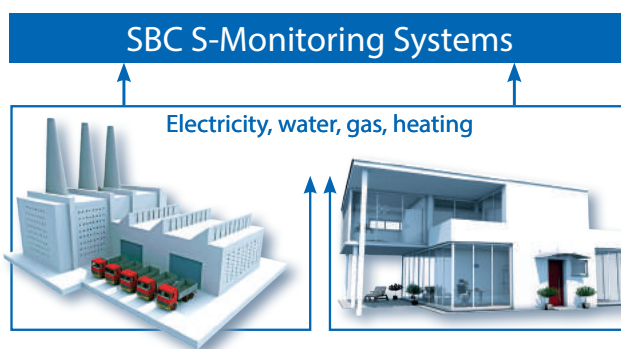 SBC S-Monitoring Systems
Electricity, water, gas, heating